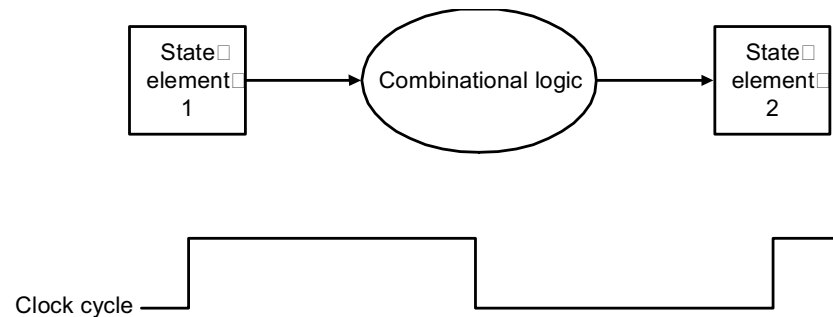 State
element
1
Combinational logic
State
element
2
Clock cycle